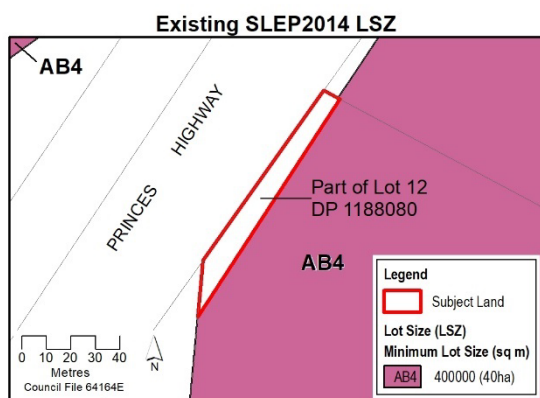 Existing SLEP2014 LSZ
AB4
PRINCES HIGHWAY
Part of Lot 12
DP 1188080
AB4
Legend
Subject Land
Lot Size (LSZ)
Minimum Lot Size (sq m)
AB4 400000 (40ha)
0 10 20 30 40
Metres
Council File 64164E
N